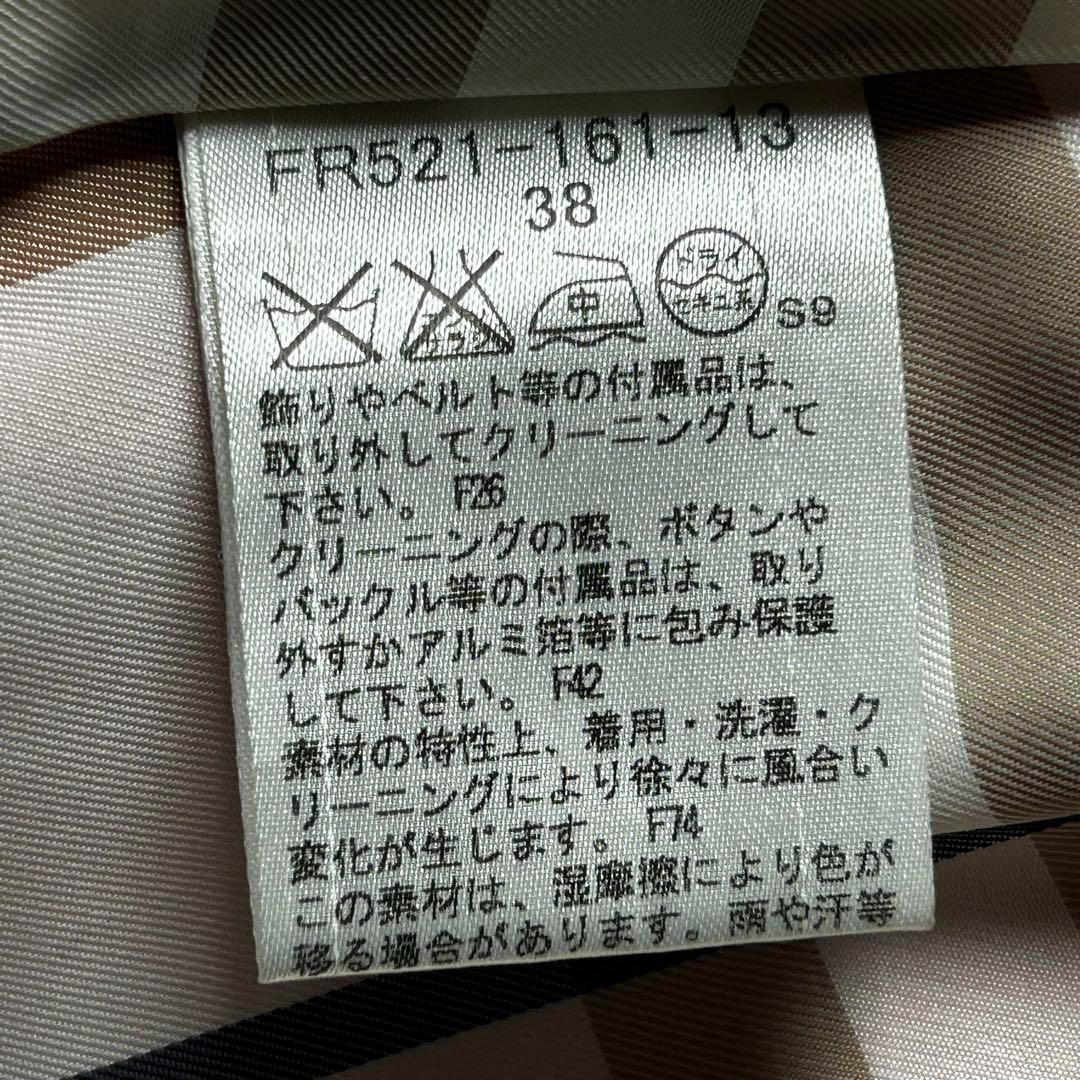 FR521-161-13
38
エンソ
サラシ
中
ドライ
セキユ系
S9
飾りやベルト等の付属品は、
取り外してクリーニングして
下さい。 F26
クリーニングの際、ボタンや
バックル等の付属品は、取り
外すかアルミ箔等に包み保護
して下さい。 F42
素材の特性上、着用・洗濯・ク
リーニングにより徐々に風合い
変化が生じます。 F74
この素材は、湿摩擦により色が
移る場合があります。雨や汗等